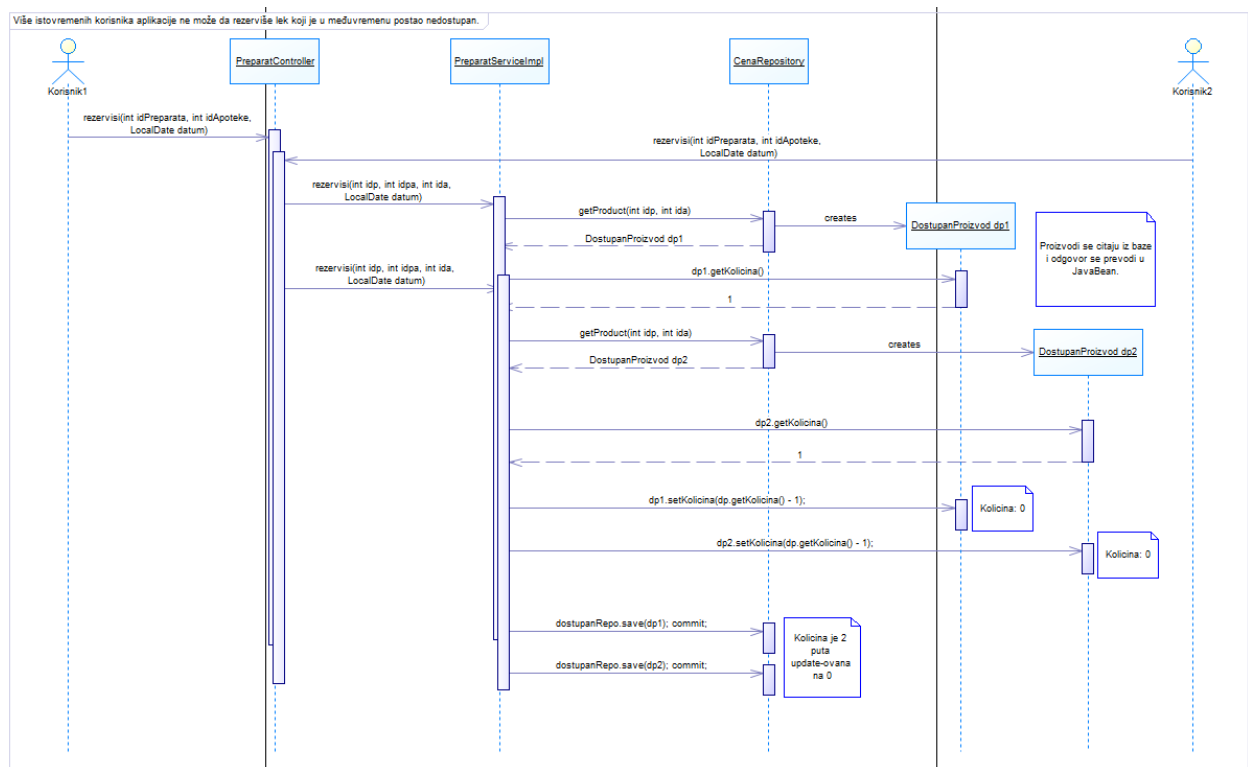 Više istovremenih korisnika aplikacije ne može da rezerviše lek koji je u međuvremenu postao nedostupan.
PreparatController
PreparatServiceImpl
CenaRepository
Korisnik1
Korisnik2
rezervisi(int idPreparata, int idApoteke,
LocalDate datum)
rezervisi(int idPreparata, int idApoteke,
LocalDate datum)
rezervisi(int idp, int idpa, int ida,
LocalDate datum)
getProduct(int idp, int ida)
creates
DostupanProizvod dp1
DostupanProizvod dp1
Proizvodi se citaju iz baze
i odgovor se prevodi u
JavaBean.
rezervisi(int idp, int idpa, int ida,
LocalDate datum)
dp1.getKolicina()
1
getProduct(int idp, int ida)
creates
DostupanProizvod dp2
DostupanProizvod dp2
dp2.getKolicina()
1
dp1.setKolicina(dp.getKolicina() - 1);
Kolicina: 0
dp2.setKolicina(dp.getKolicina() - 1);
Kolicina: 0
dostupanRepo.save(dp1); commit;
Kolicina je 2
puta
update-ovana
na 0
dostupanRepo.save(dp2); commit;